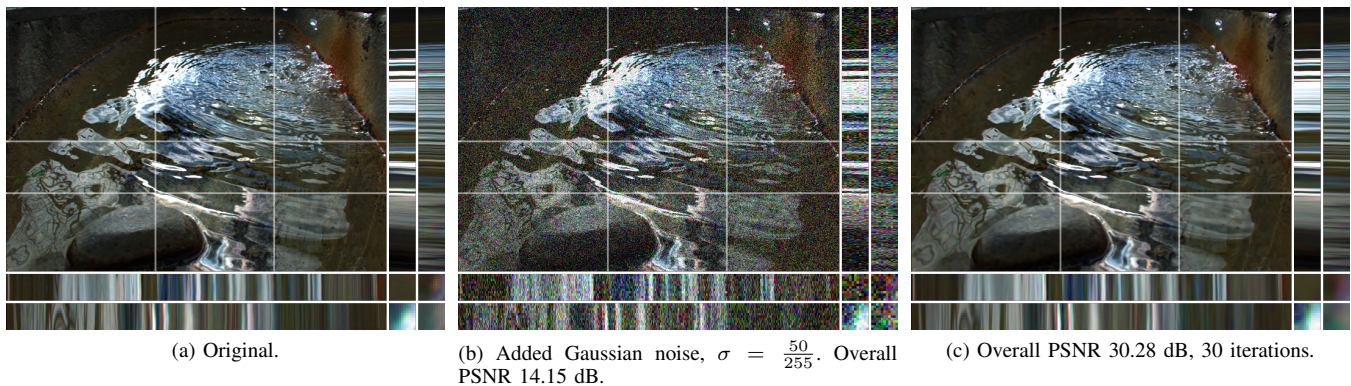 (a) Original.
(b) Added Gaussian noise, σ = 50/255. Overall
PSNR 14.15 dB.
(c) Overall PSNR 30.28 dB, 30 iterations.